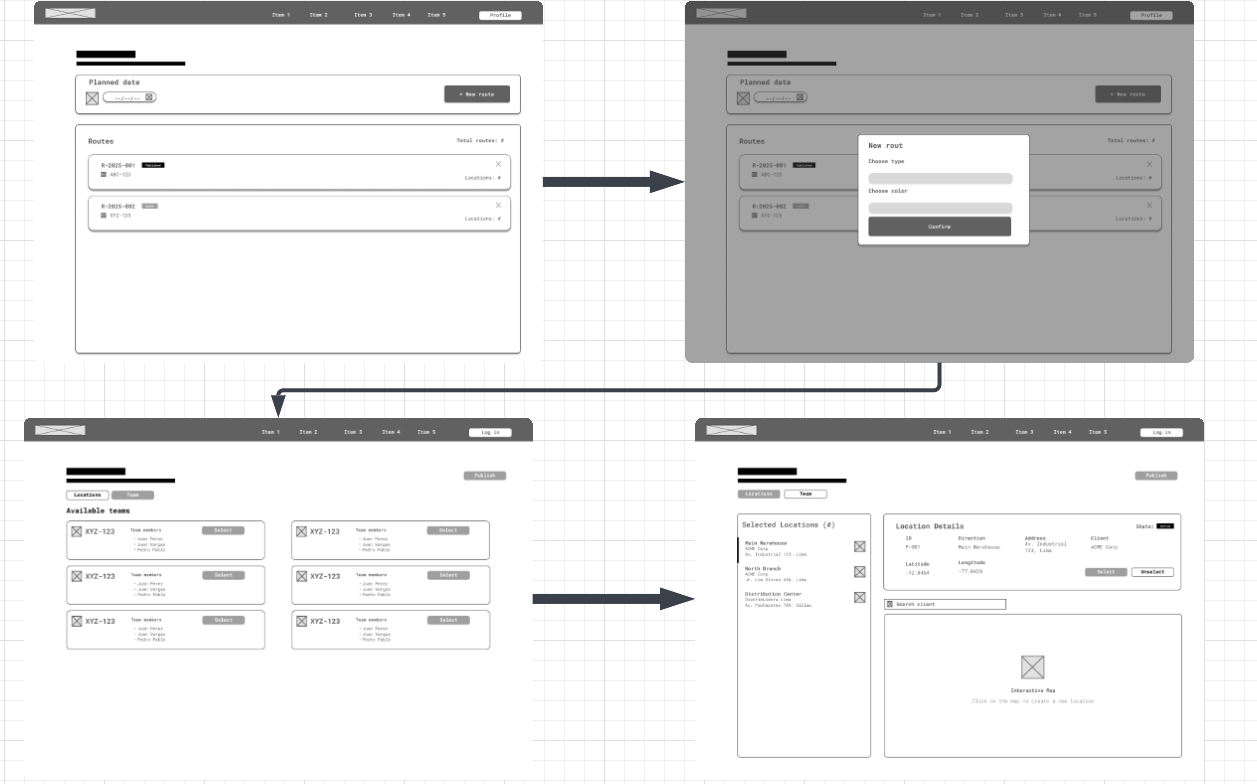 Item 1 Item 2 Item 3 Item 4 Item 5 Profile
Planned date
--/--/-- + New route
Routes Total routes: #
R-2025-001
ABC-123 Locations: #
R-2025-002
XYZ-123 Locations: #
Item 1 Item 2 Item 3 Item 4 Item 5 Profile
Planned date
--/--/-- + New route
Routes Total routes: #
R-2025-001
ABC-123 Locations: #
R-2025-002
XYZ-123 Locations: #
New rout
Choose type
Choose color
Confirm
Item 1 Item 2 Item 3 Item 4 Item 5 Log in
Publish
Locations Team
Available teams
XYZ-123 Team members Select
- Juan Perez
- Juan Vargas
- Pedro Pablo
XYZ-123 Team members Select
- Juan Perez
- Juan Vargas
- Pedro Pablo
XYZ-123 Team members Select
- Juan Perez
- Juan Vargas
- Pedro Pablo
XYZ-123 Team members Select
- Juan Perez
- Juan Vargas
- Pedro Pablo
XYZ-123 Team members Select
- Juan Perez
- Juan Vargas
- Pedro Pablo
XYZ-123 Team members Select
- Juan Perez
- Juan Vargas
- Pedro Pablo
Item 1 Item 2 Item 3 Item 4 Item 5 Log in
Publish
Locations Team
Selected Locations (#)
Main Warehouse
ACME Corp
Av. Industrial 123, Lima
North Branch
ACME Corp
Jr. Los Olivos 456, Lima
Distribution Center
Distribuidora Lima
Av. 789, Callao
Location Details State:
ID Direction Address Client
P-001 Main Warehouse Av. Industrial 123, Lima ACME Corp
Latitude Longitude
-12.0464 -77.0428 Select Unselect
Search client
Interactive Map
Click on the map to create a new location